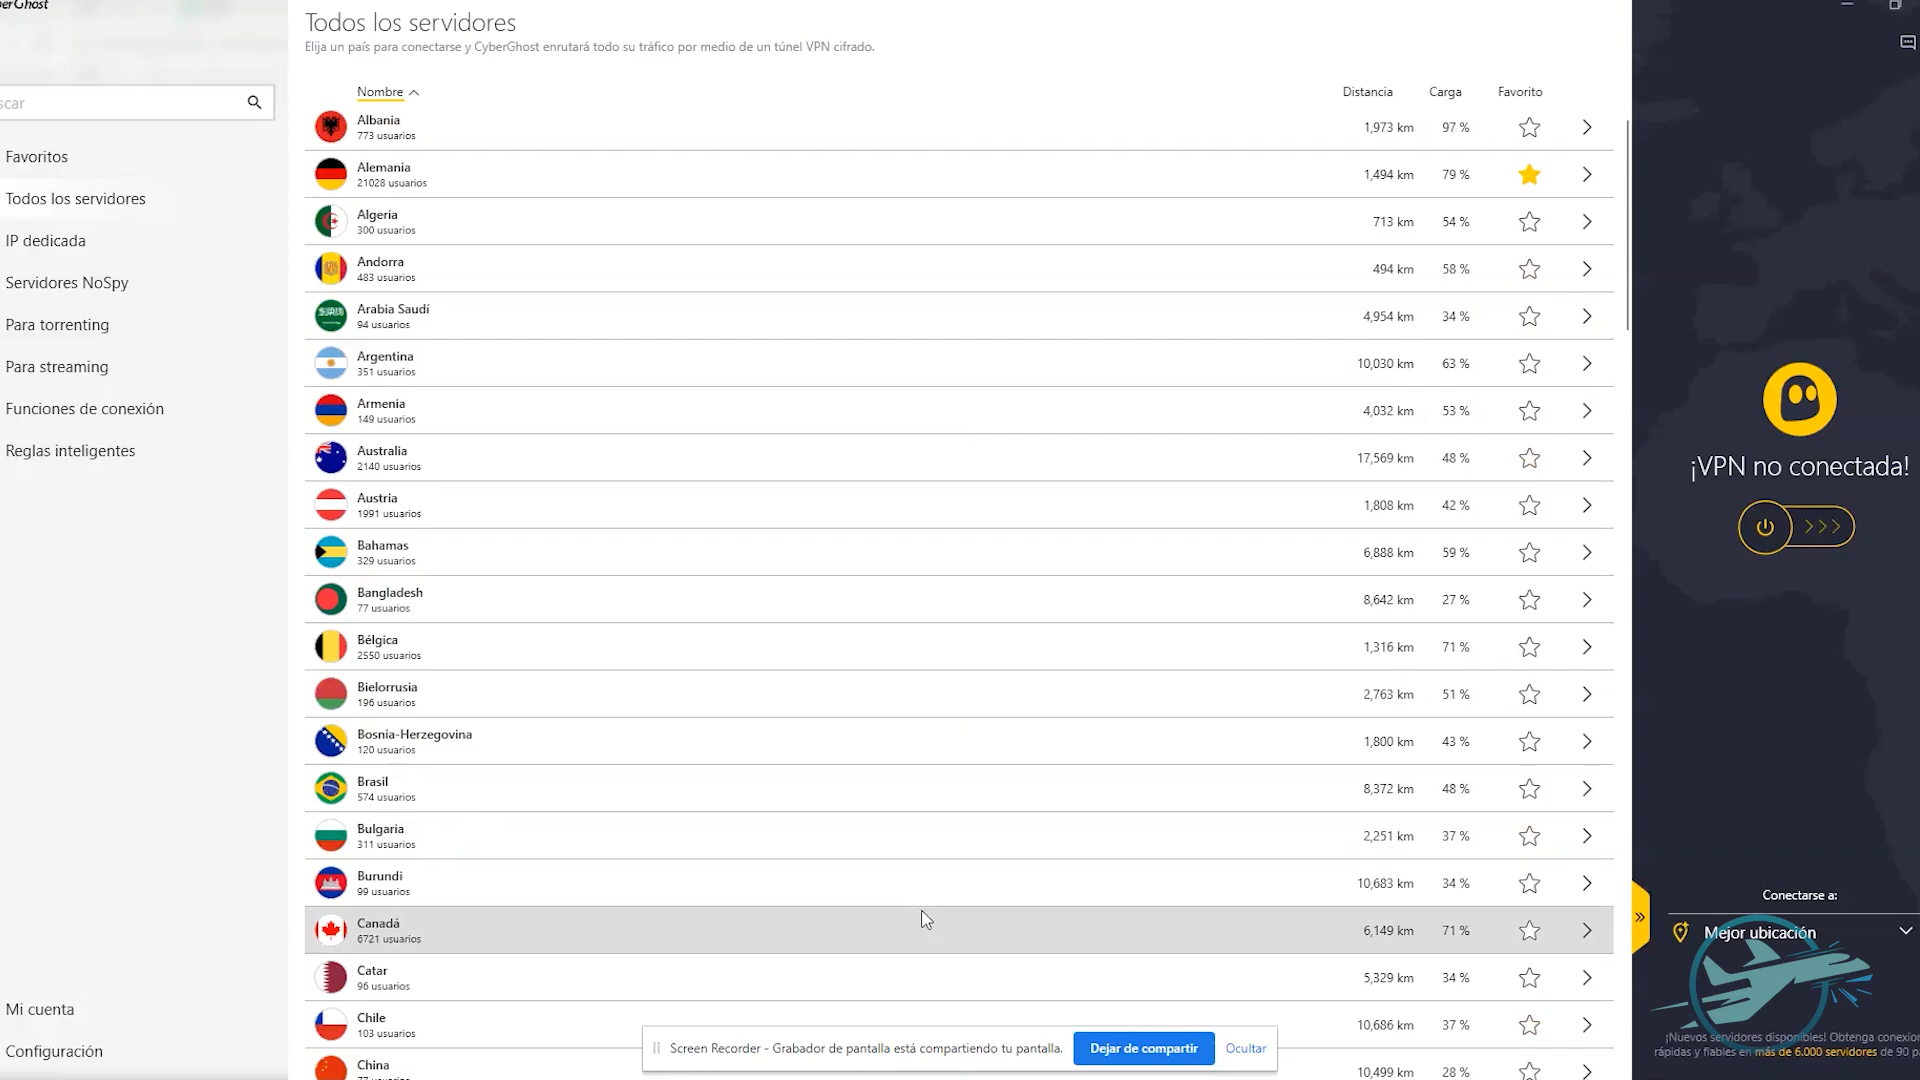 erGhost
scar
Favoritos
Todos los servidores
IP dedicada
Servidores NoSpy
Para torrenting
Para streaming
Funciones de conexión
Reglas inteligentes
Mi cuenta
Configuración
Todos los servidores
Elija un país para conectarse y CyberGhost enrutará todo su tráfico por medio de un túnel VPN cifrado.
Nombre Distancia Carga Favorito
Albania
773 usuarios
1,973 km 97 %
Alemania
21028 usuarios
1,494 km 79 %
Algeria
300 usuarios
713 km 54 %
Andorra
483 usuarios
494 km 58 %
Arabia Saudí
94 usuarios
4,954 km 34 %
Argentina
351 usuarios
10,030 km 63 %
Armenia
149 usuarios
4,032 km 53 %
Australia
2140 usuarios
17,569 km 48 %
Austria
1991 usuarios
1,808 km 42 %
Bahamas
329 usuarios
6,888 km 59 %
Bangladesh
77 usuarios
8,642 km 27 %
Bélgica
2550 usuarios
1,316 km 71 %
Bielorrusia
196 usuarios
2,763 km 51 %
Bosnia-Herzegovina
120 usuarios
1,800 km 43 %
Brasil
574 usuarios
8,372 km 48 %
Bulgaria
311 usuarios
2,251 km 37 %
Burundi
99 usuarios
10,683 km 34 %
Canadá
6721 usuarios
6,149 km 71 %
Catar
96 usuarios
5,329 km 34 %
Chile
103 usuarios
10,686 km 37 %
China
10,499 km 28 %
Screen Recorder - Grabador de pantalla está compartiendo tu pantalla. Dejar de compartir Ocultar
¡VPN no conectada!
Conectarse a:
Mejor ubicación
¡Nuevos servidores disponibles! Obtenga conexion
rápidas y fiables en más de 6.000 servidores de 90 p